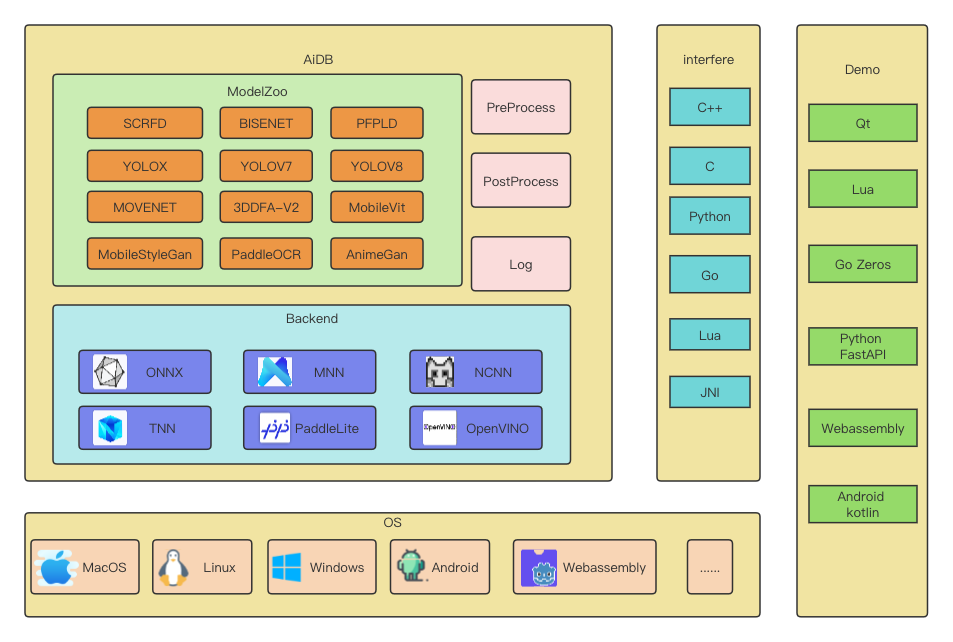 AiDB
ModelZoo
SCRFD
BISENET
PFPLD
YOLOX
YOLOV7
YOLOV8
MOVENET
3DDFA-V2
MobileVit
MobileStyleGan
PaddleOCR
AnimeGan
PreProcess
PostProcess
Log
Backend
ONNX
MNN
NCNN
TNN
PaddleLite
OpenVINO
OpenVINO
interfere
C++
C
Python
Go
Lua
JNI
Demo
Qt
Lua
Go Zeros
Python
FastAPI
Webassembly
Android
kotlin
OS
MacOS
Linux
Windows
Android
Webassembly
......